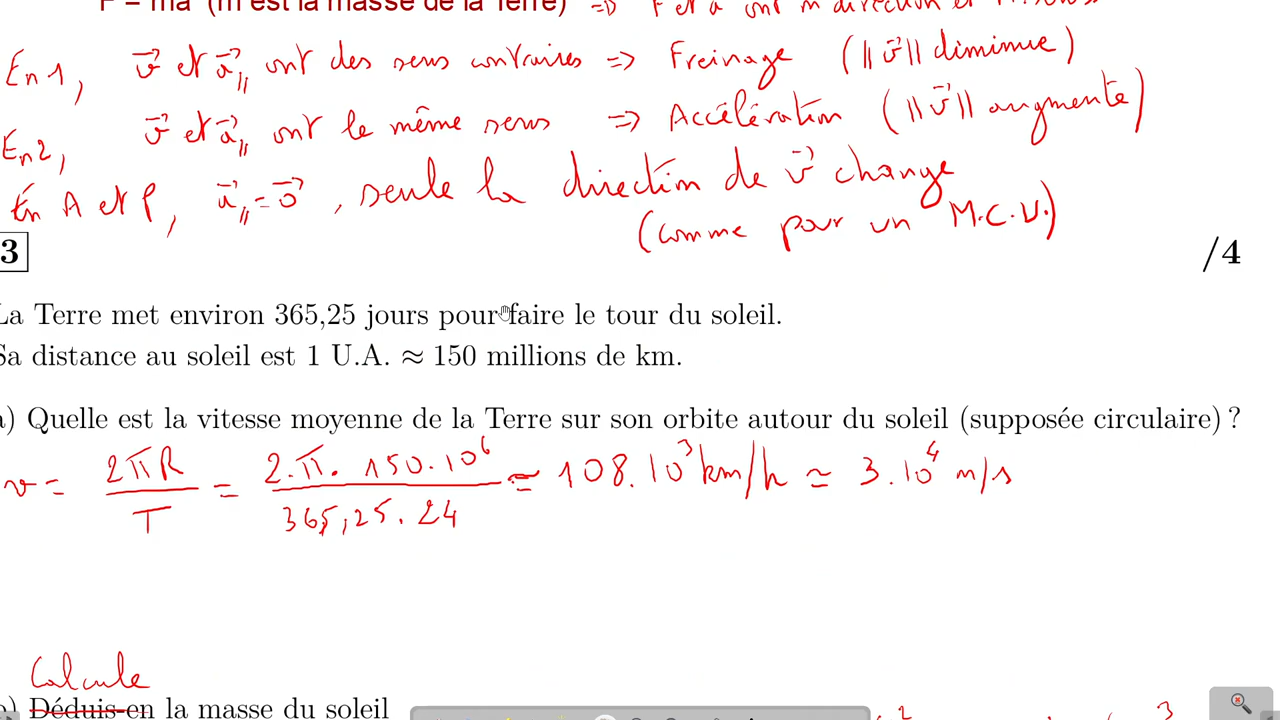 F = ma (m est la masse de la Terre) => F et a ont m direction et
En 1, v⃗ et a⃗∥ ont des sens contraires => Freinage (||v⃗|| diminue)
En 2, v⃗ et a⃗∥ ont le même sens => Accélération (||v⃗|| augmente)
En A et P, a⃗∥ = 0⃗, seule la direction de v⃗ change
(comme pour un M.C.U.)
3 /4
La Terre met environ 365,25 jours pour faire le tour du soleil.
Sa distance au soleil est 1 U.A. ≈ 150 millions de km.
a) Quelle est la vitesse moyenne de la Terre sur son orbite autour du soleil (supposée circulaire) ?
v = 2πR / T = 2.π.150.10⁶ / 365,25.24 ≃ 108.10³ km/h ≃ 3.10⁴ m/s
Calcule
) Déduis-en la masse du soleil